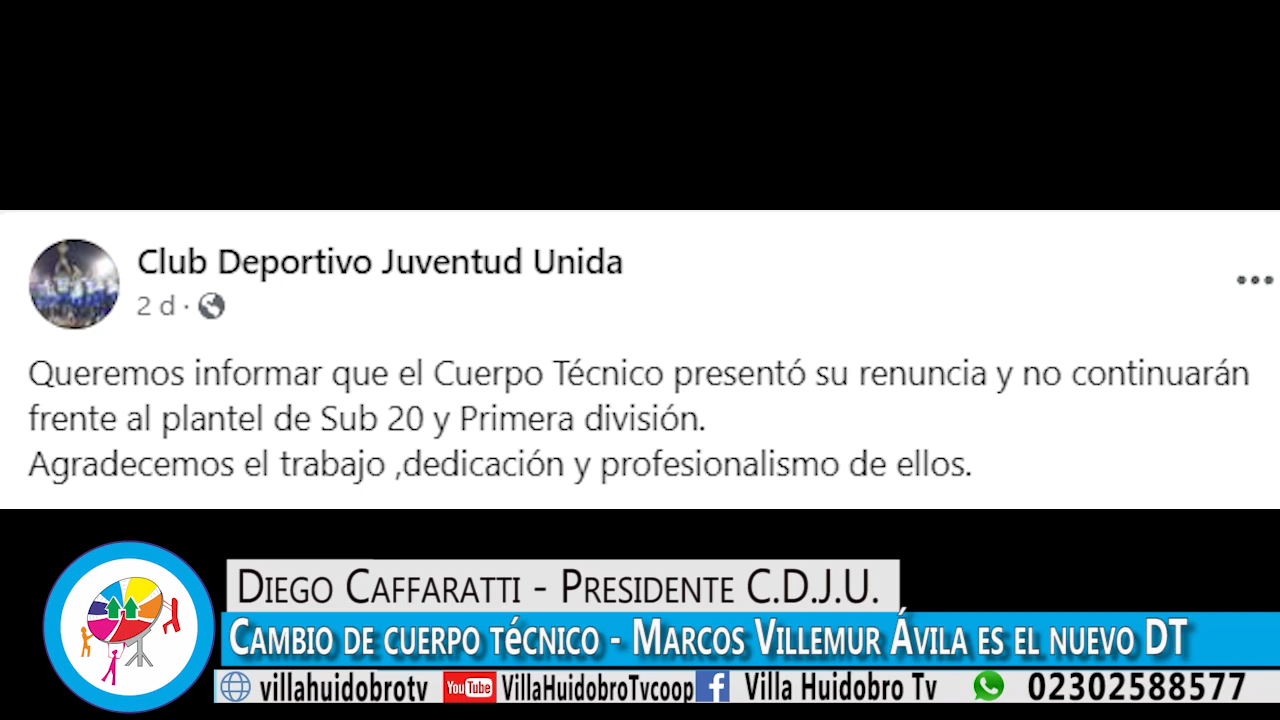 Club Deportivo Juventud Unida
2 d ·
Queremos informar que el Cuerpo Técnico presentó su renuncia y no continuarán
frente al plantel de Sub 20 y Primera división.
Agradecemos el trabajo ,dedicación y profesionalismo de ellos.
DIEGO CAFFARATTI - PRESIDENTE C.D.J.U.
CAMBIO DE CUERPO TéCNICO - MARCOS VILLEMUR ÁVILA ES EL NUEVO DT
villahuidobrotv YouTube VillaHuidobroTvcoop f Villa Huidobro Tv 02302588577